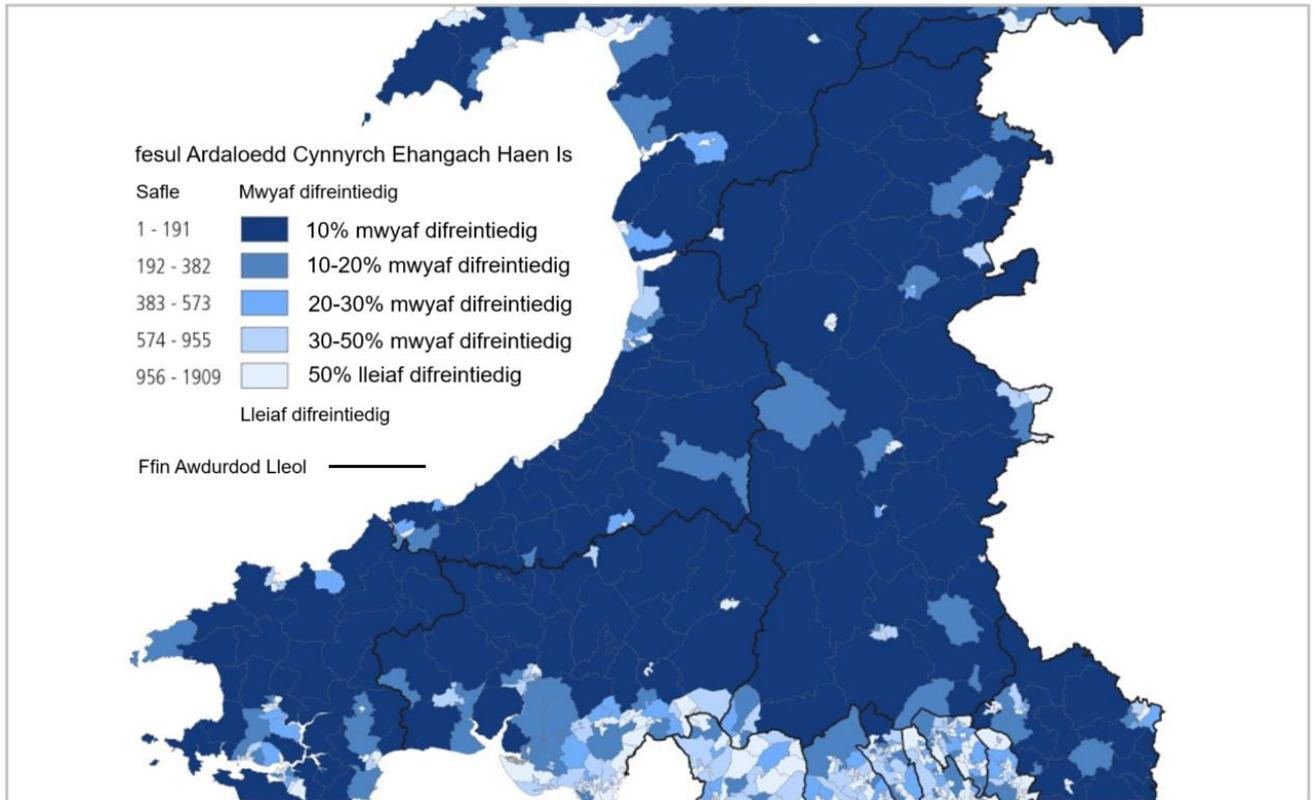 fesul Ardaloedd Cynnyrch Ehangach Haen Is
Safle Mwyaf difreintiedig
1 - 191 10% mwyaf difreintiedig
192 - 382 10-20% mwyaf difreintiedig
383 - 573 20-30% mwyaf difreintiedig
574 - 955 30-50% mwyaf difreintiedig
956 - 1909 50% lleiaf difreintiedig
Lleiaf difreintiedig
Ffin Awdurdod Lleol